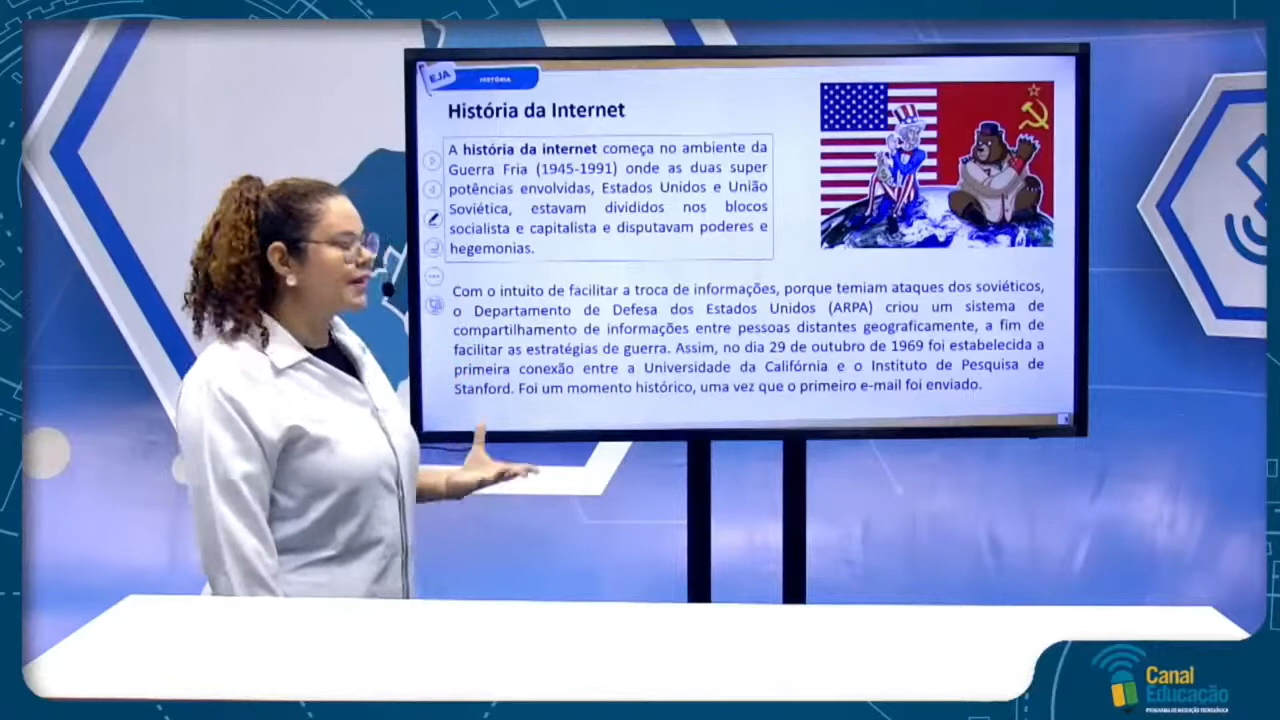 EJA
HISTÓRIA
História da Internet
A história da internet começa no ambiente da
Guerra Fria (1945-1991) onde as duas super
potências envolvidas, Estados Unidos e União
Soviética, estavam divididos nos blocos
socialista e capitalista e disputavam poderes e
hegemonias.
Com o intuito de facilitar a troca de informações, porque temiam ataques dos soviéticos,
o Departamento de Defesa dos Estados Unidos (ARPA) criou um sistema de
compartilhamento de informações entre pessoas distantes geograficamente, a fim de
facilitar as estratégias de guerra. Assim, no dia 29 de outubro de 1969 foi estabelecida a
primeira conexão entre a Universidade da Califórnia e o Instituto de Pesquisa de
Stanford. Foi um momento histórico, uma vez que o primeiro e-mail foi enviado.
Canal
Educação
PROGRAMA DE MEDIAÇÃO TECNOLÓGICA